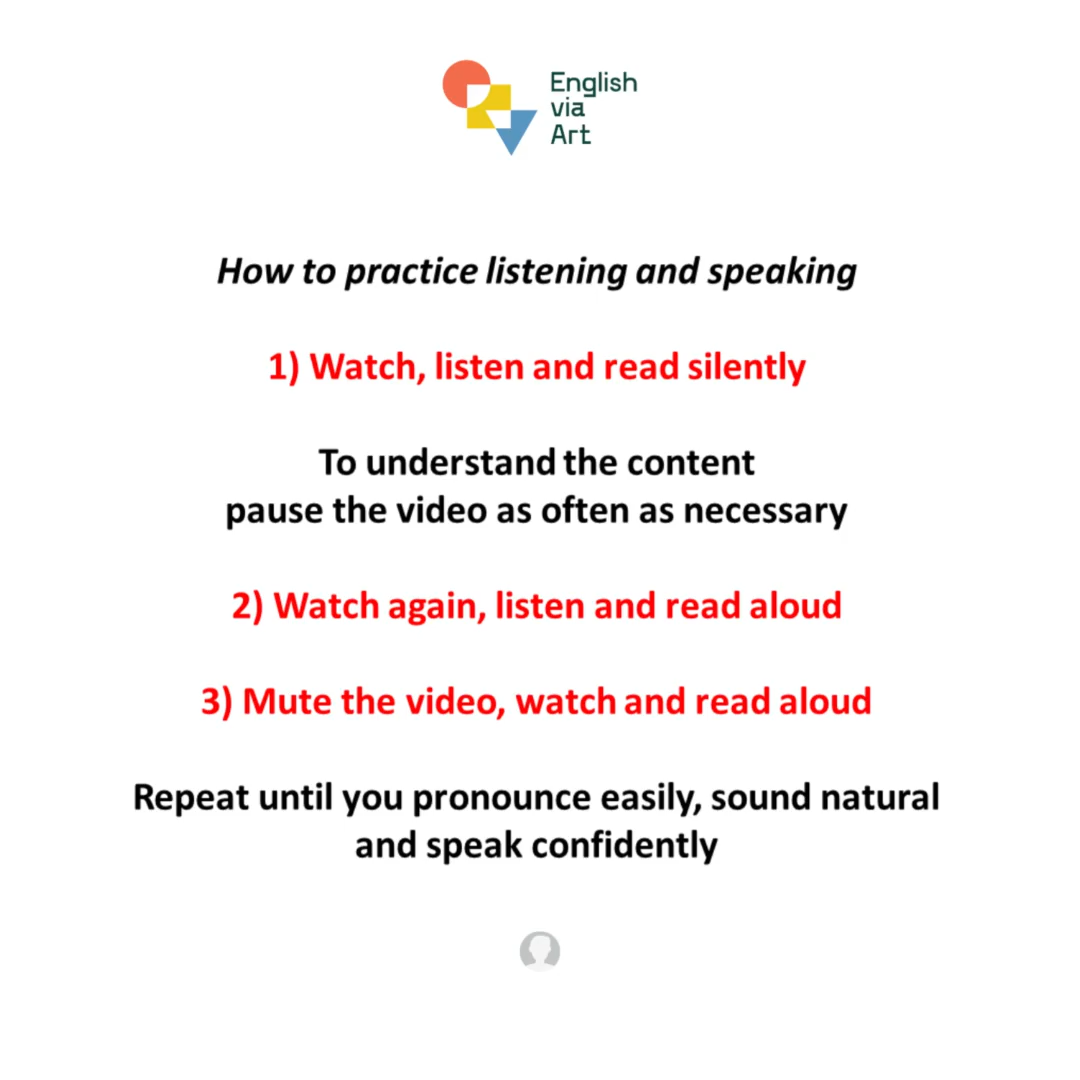 English
via
Art
How to practice listening and speaking
1) Watch, listen and read silently
To understand the content
pause the video as often as necessary
2) Watch again, listen and read aloud
3) Mute the video, watch and read aloud
Repeat until you pronounce easily, sound natural
and speak confidently